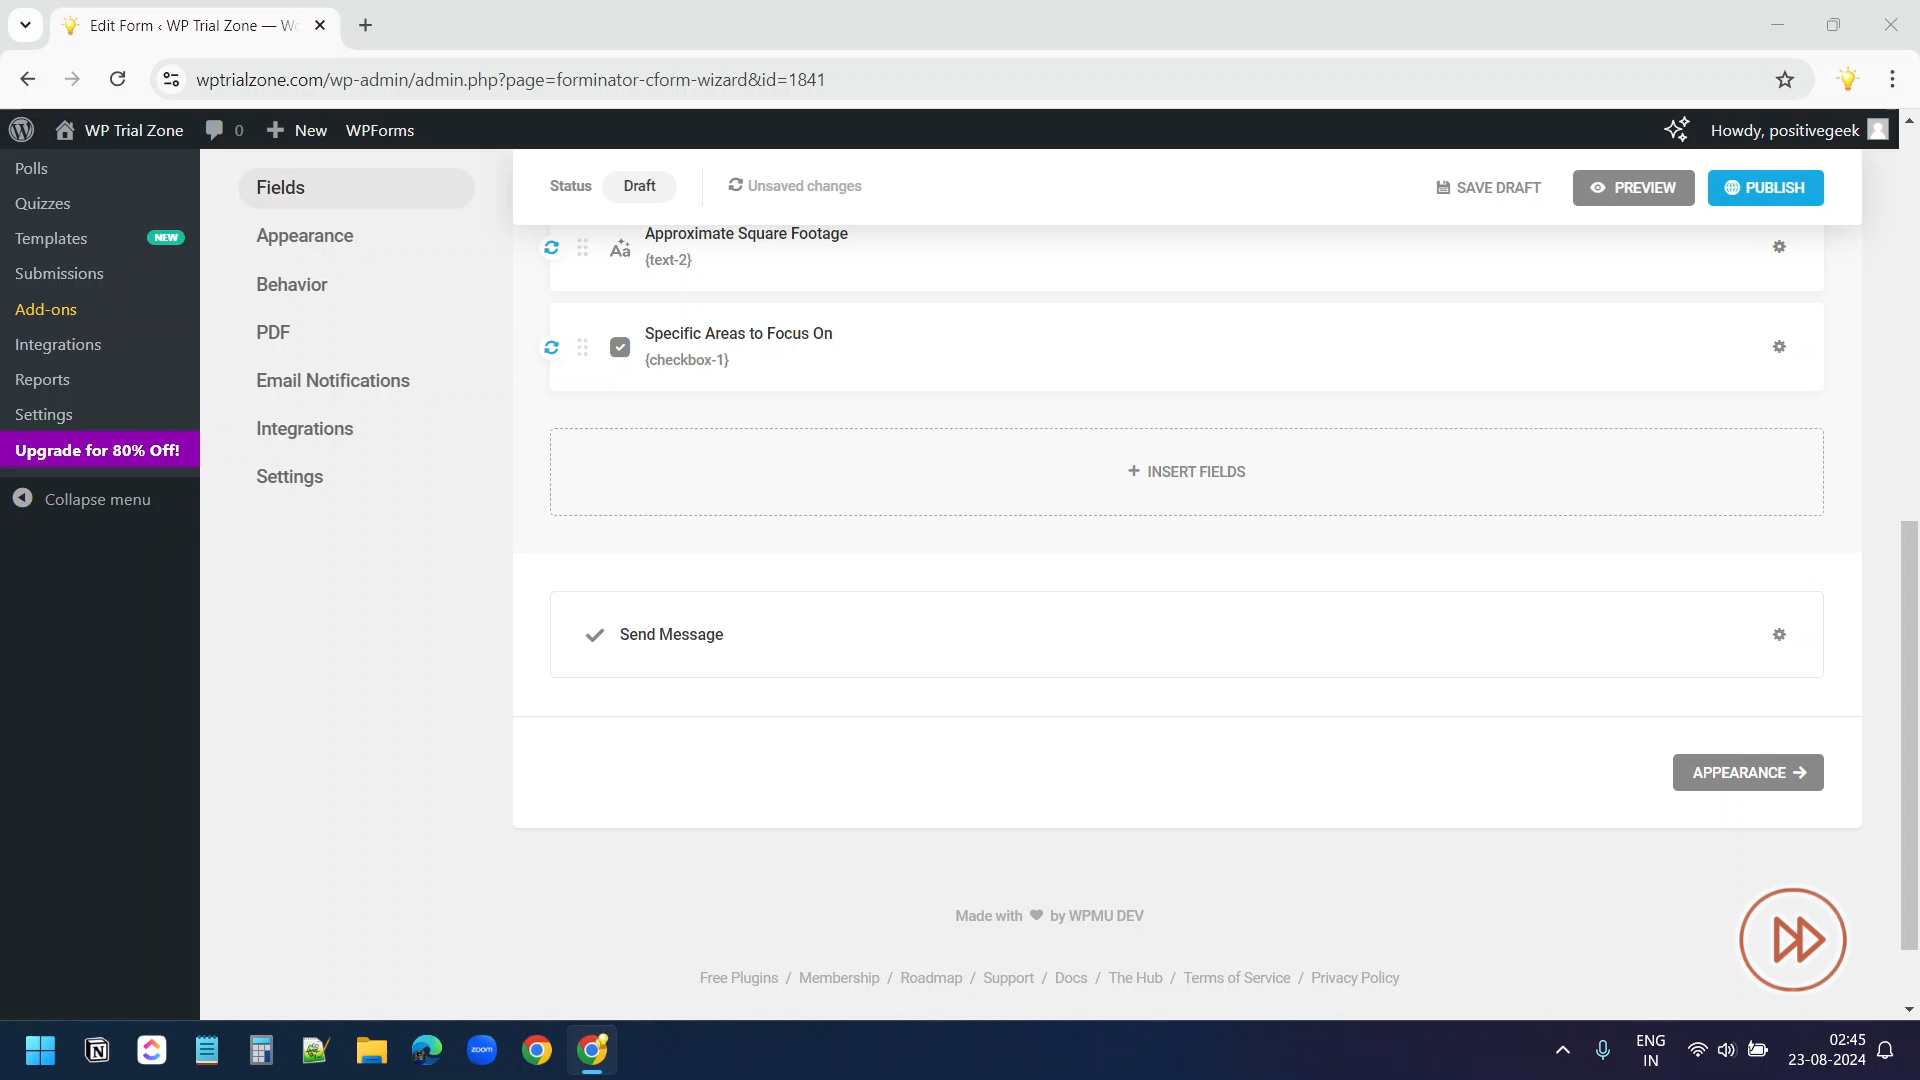 Edit Form ‹ WP Trial Zone — Wo
wptrialzone.com/wp-admin/admin.php?page=forminator-cform-wizard&id=1841
WP Trial Zone
0
New
WPForms
Howdy, positivegeek
Polls
Quizzes
Templates NEW
Submissions
Add-ons
Integrations
Reports
Settings
Upgrade for 80% Off!
Collapse menu
Fields
Appearance
Behavior
PDF
Email Notifications
Integrations
Settings
Status Draft
Unsaved changes
SAVE DRAFT
PREVIEW
PUBLISH
Aa
Approximate Square Footage
{text-2}
Specific Areas to Focus On
{checkbox-1}
+ INSERT FIELDS
Send Message
APPEARANCE →
Made with ♥ by WPMU DEV
Free Plugins / Membership / Roadmap / Support / Docs / The Hub / Terms of Service / Privacy Policy
zoom
ENG
IN
02:45
23-08-2024